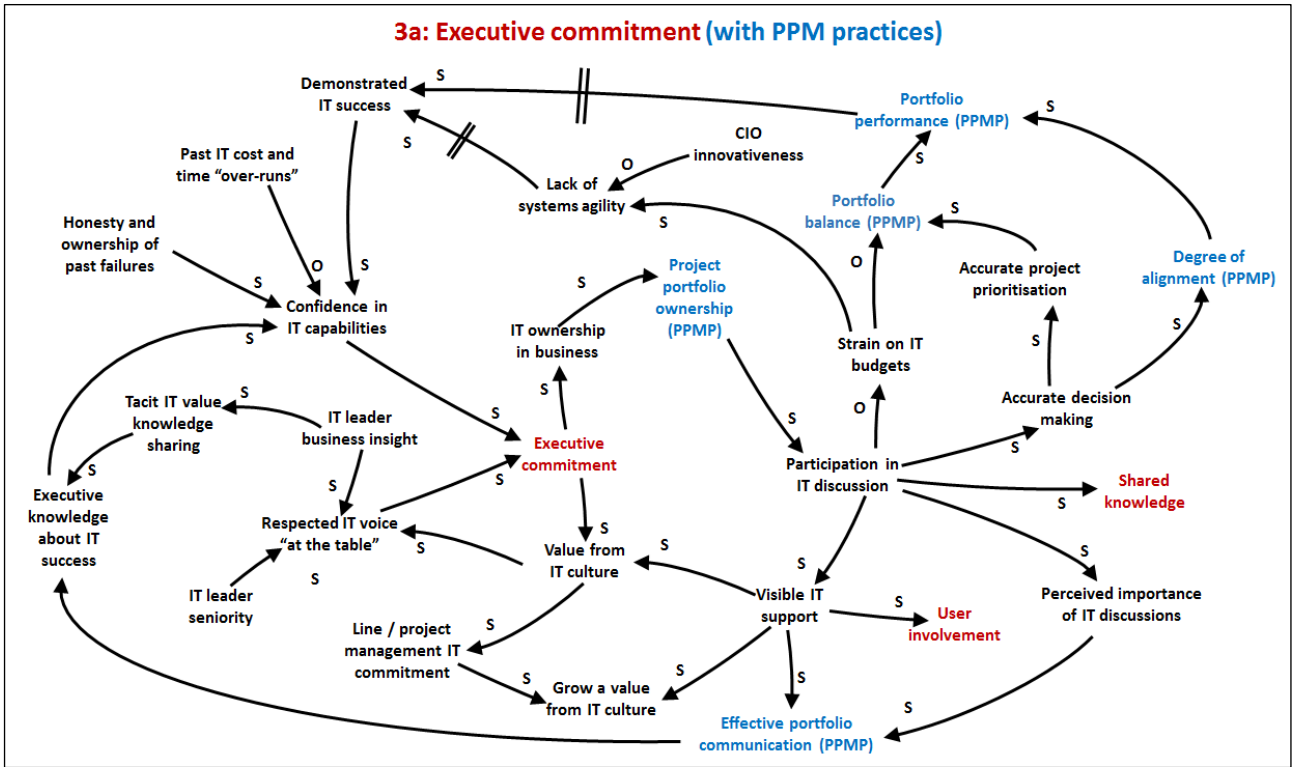 3a: Executive commitment (with PPM practices)
Demonstrated
IT success
S
S
Portfolio
performance (PPMP)
S
S
Past IT cost and
time “over-runs”
CIO
innovativeness
O
Lack of
systems agility
S
Portfolio
balance (PPMP)
S
S
Honesty and
ownership of
past failures
S
O
S
Confidence in
IT capabilities
S
Project
portfolio
ownership
(PPMP)
S
IT ownership
in business
S
O
Accurate project
prioritisation
Degree of
alignment (PPMP)
S
S
Strain on IT
budgets
O
Accurate decision
making
S
Tacit IT value
knowledge
sharing
S
IT leader
business insight
S
S
Executive
commitment
S
S
Participation in
IT discussion
S
Shared
knowledge
S
Executive
knowledge
about IT
success
S
Respected IT voice
“at the table”
S
S
IT leader
seniority
S
Value from
IT culture
S
S
Visible IT
support
S
User
involvement
S
Perceived importance
of IT discussions
Line / project
management IT
commitment
S
S
Grow a value
from IT culture
S
S
Effective portfolio
communication (PPMP)
S